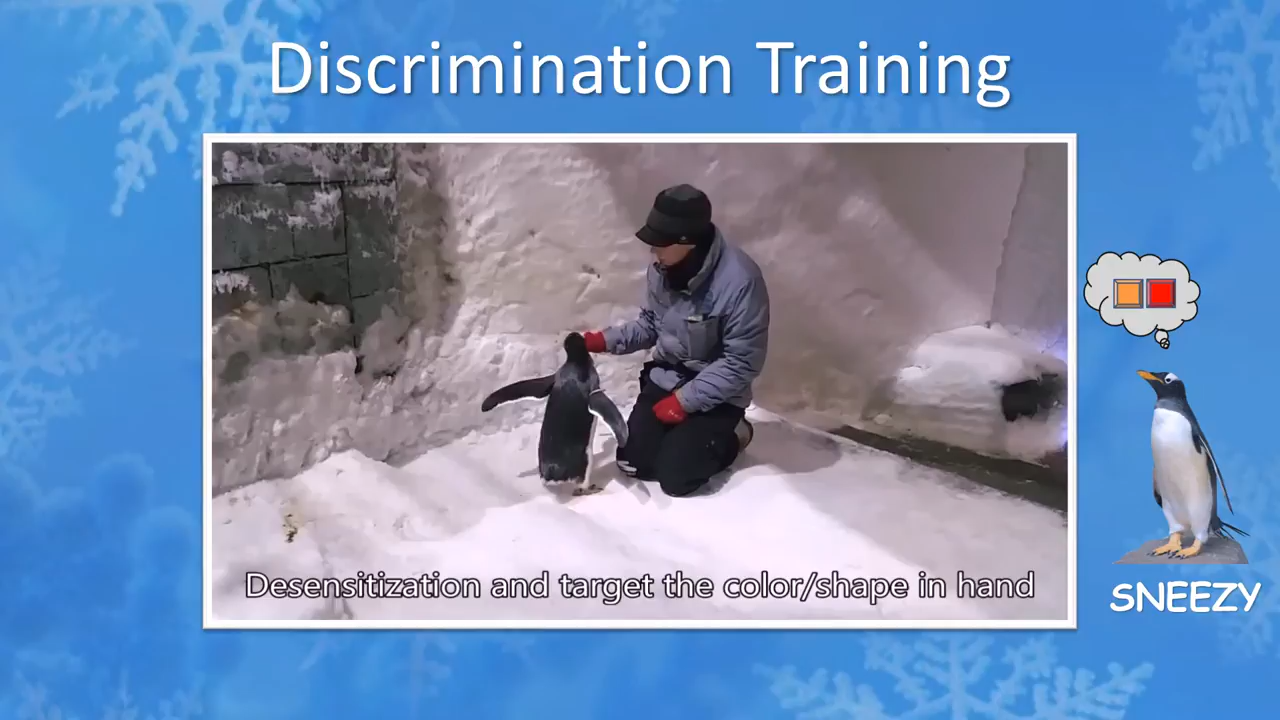 Discrimination Training
Desensitization and target the color/shape in hand
SNEEZY